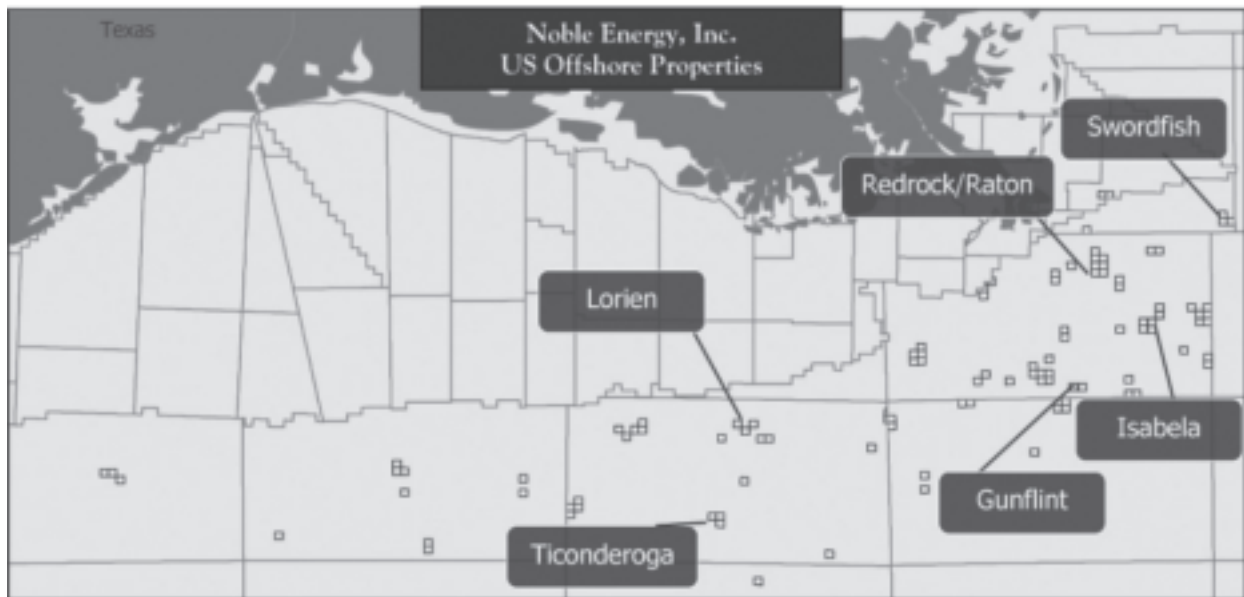 Texas
Noble Energy, Inc.
US Offshore Properties
Swordfish
Redrock/Raton
Lorien
Isabela
Gunflint
Ticonderoga